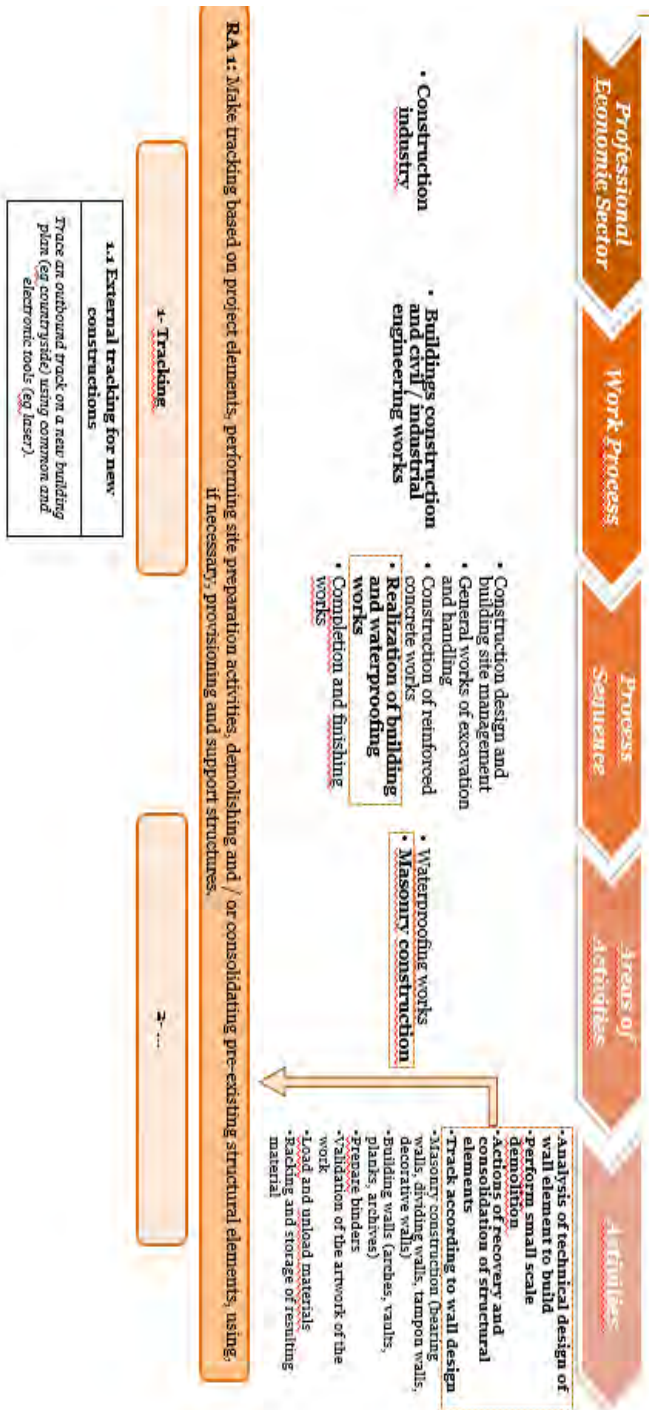 Professional
Economic Sector
Work Process
Process
Sequence
Areas of
Activities
Activities
• Construction
industry
• Buildings construction
and civil / industrial
engineering works
• Construction design and
building site management
• General works of excavation
and handling
• Construction of reinforced
concrete works
• Realization of building
and waterproofing
works
• Completion and finishing
works
• Waterproofing works
• Masonry construction
•Analysis of technical design of
wall element to build
•Perform small scale
demolition
•Actions of recovery and
consolidation of structural
elements
•Track according to wall design
•Masonry construction (bearing
walls, dividing walls, tampon walls,
decorative walls)
•Building walls (arches, vaults,
planks, archives)
•Prepare binders
•Validation of the artwork of the
work
•Load and unload materials
•Racking and storage of resulting
material
RA 1: Make tracking based on project elements, performing site preparation activities, demolishing and / or consolidating pre-existing structural elements, using,
if necessary, provisioning and support structures.
1- Tracking
2- ...
1.1 External tracking for new
constructions
Trace an outbound track on a new building
plan (eg countryside) using common and
electronic tools (eg laser).